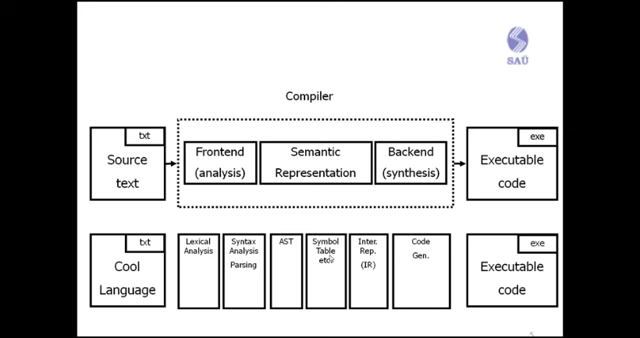 SAÜ
Compiler
txt
Source
text
Frontend
(analysis)
Semantic
Representation
Backend
(synthesis)
exe
Executable
code
txt
Cool
Language
Lexical
Analysis
Syntax
Analysis
Parsing
AST
Symbol
Table
etc.
Inter.
Rep.
(IR)
Code
Gen.
exe
Executable
code